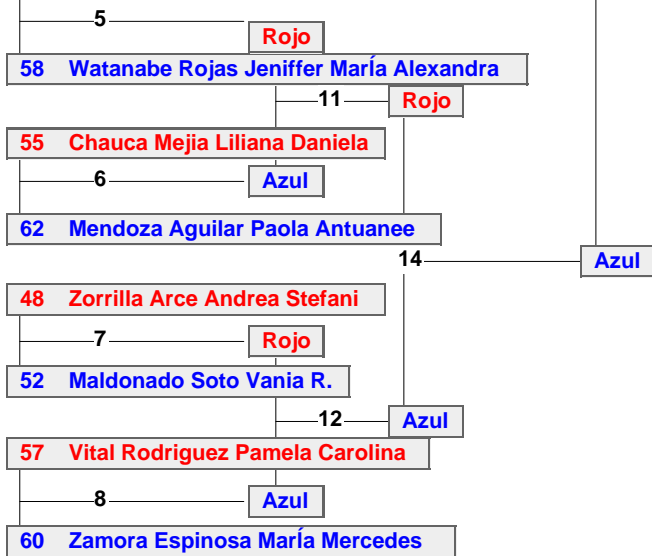 5
Rojo
58 Watanabe Rojas Jeniffer MarÍa Alexandra
11 Rojo
55 Chauca Mejia Liliana Daniela
6 Azul
62 Mendoza Aguilar Paola Antuanee
14 Azul
48 Zorrilla Arce Andrea Stefani
7 Rojo
52 Maldonado Soto Vania R.
12 Azul
57 Vital Rodriguez Pamela Carolina
8 Azul
60 Zamora Espinosa MarÍa Mercedes